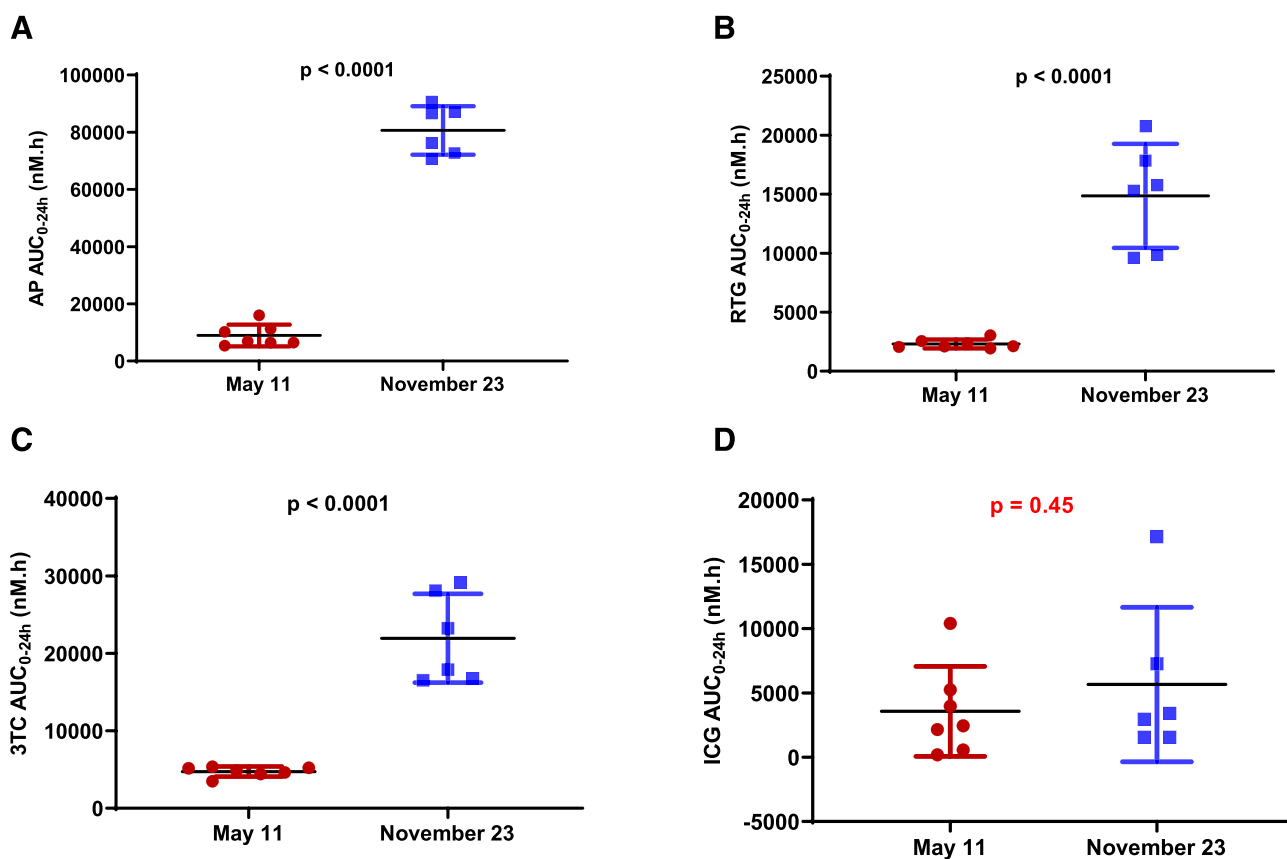 A
p < 0.0001
AP AUC0-24h (nM.h)
100000
80000
60000
40000
20000
0
May 11
November 23
B
p < 0.0001
RTG AUC0-24h (nM.h)
25000
20000
15000
10000
5000
0
May 11
November 23
C
p < 0.0001
3TC AUC0-24h (nM.h)
40000
30000
20000
10000
0
May 11
November 23
D
p = 0.45
ICG AUC0-24h (nM.h)
20000
15000
10000
5000
0
-5000
May 11
November 23